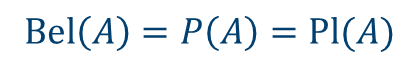 Bel(A) = P(A) = Pl(A)